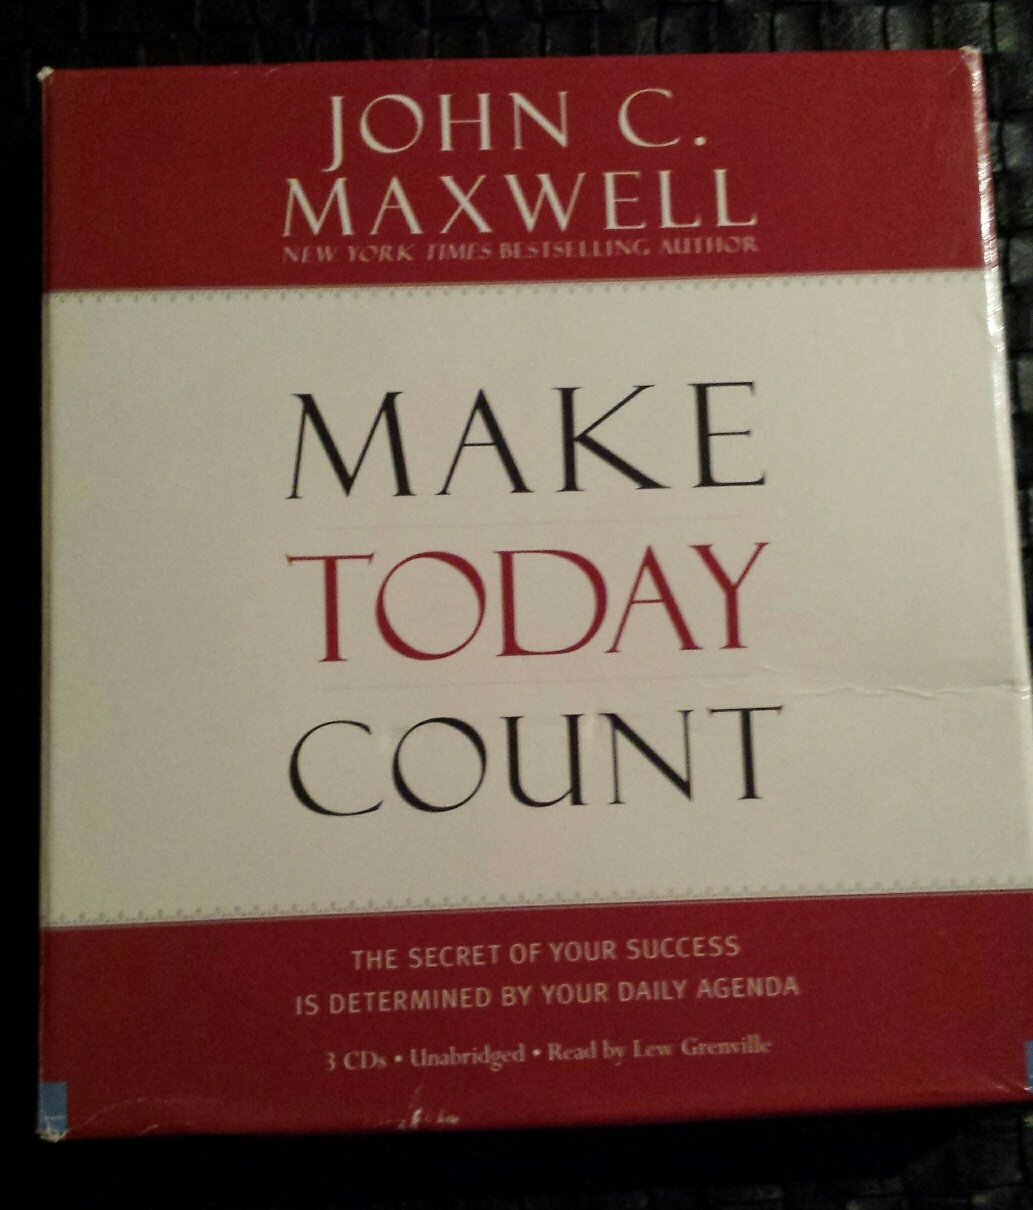 JOHN C.
MAXWELL
NEW YORK TIMES BESTSELLING AUTHOR
MAKE
TODAY
COUNT
THE SECRET OF YOUR SUCCESS
IS DETERMINED BY YOUR DAILY AGENDA
3 CDs • Unabridged • Read by Lew Grenville